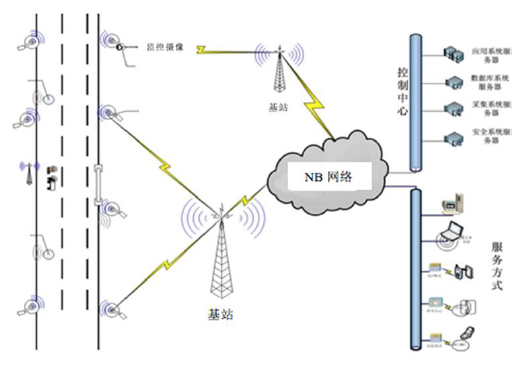 监控摄像
基站
NB 网络
基站
控制中心
应用系统服
务器
数据库系统
服务器
采集系统服
务器
安全系统服
务器
服务方式